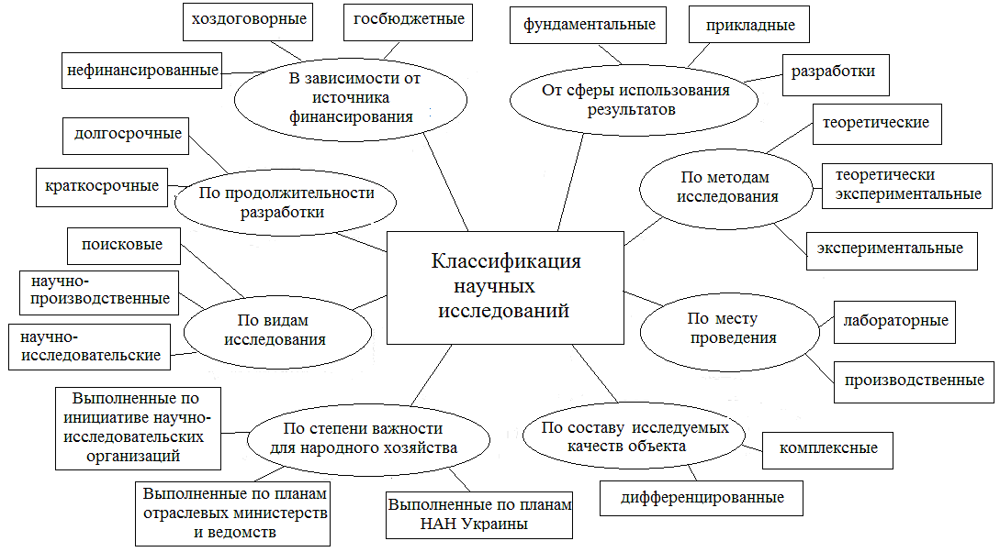 хоздоговорные
госбюджетные
нефинансированные
В зависимости от
источника
финансирования
фундаментальные
прикладные
разработки
От сферы использования
результатов
долгосрочные
краткосрочные
По продолжительности
разработки
теоретические
теоретически
экспериментальные
экспериментальные
По методам
исследования
Классификация
научных
исследований
поисковые
научно-
производственные
научно-
исследовательские
По видам
исследования
По месту
проведения
лабораторные
производственные
Выполненные по
инициативе научно-
исследовательских
организаций
По степени важности
для народного хозяйства
Выполненные по планам
отраслевых министерств
и ведомств
Выполненные по планам
НАН Украины
По составу исследуемых
качеств объекта
комплексные
дифференцированные